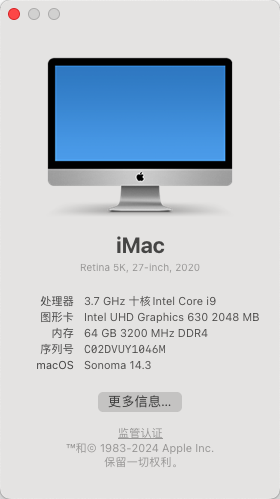 iMac
Retina 5K, 27-inch, 2020
处理器 3.7 GHz 十核Intel Core i9
图形卡 Intel UHD Graphics 630 2048 MB
内存 64 GB 3200 MHz DDR4
序列号 C02DVUY1046M
macOS Sonoma 14.3
更多信息...
监管认证
™和© 1983-2024 Apple Inc.
保留一切权利。